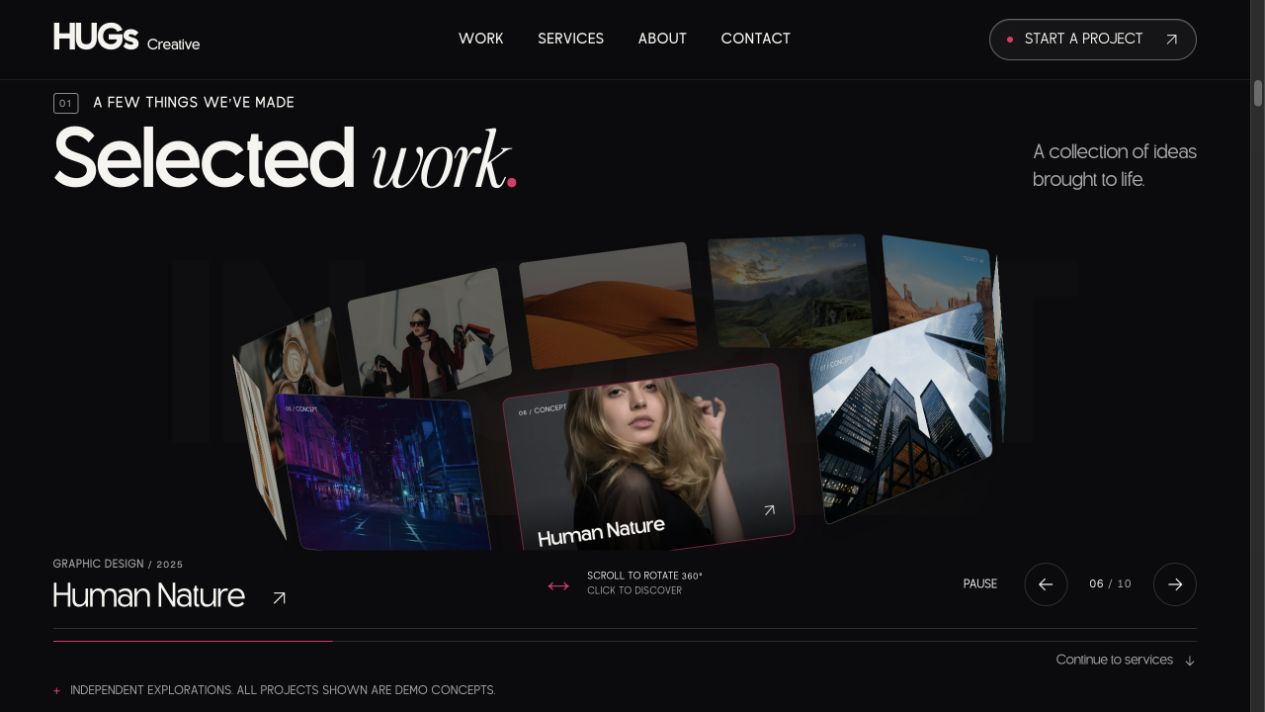 HUGs Creative
WORK
SERVICES
ABOUT
CONTACT
START A PROJECT
01 A FEW THINGS WE'VE MADE
Selected work.
A collection of ideas
brought to life.
06 / CONCEPT
07 / CONCEPT
Human Nature
GRAPHIC DESIGN / 2025
Human Nature
SCROLL TO ROTATE 360°
CLICK TO DISCOVER
PAUSE
06 / 10
Continue to services
+ INDEPENDENT EXPLORATIONS. ALL PROJECTS SHOWN ARE DEMO CONCEPTS.